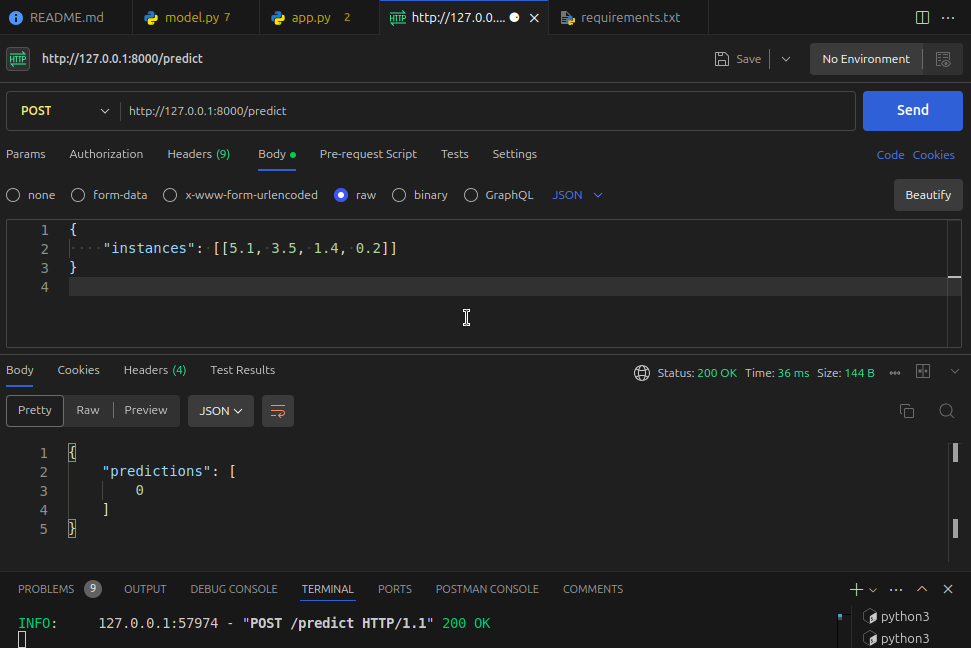 README.md model.py 7 app.py 2 http://127.0.0.... requirements.txt
HTTP http://127.0.0.1:8000/predict Save No Environment
POST http://127.0.0.1:8000/predict Send
Params Authorization Headers (9) Body Pre-request Script Tests Settings Code Cookies
none form-data x-www-form-urlencoded raw binary GraphQL JSON Beautify
1 {
2 ····"instances": [[5.1, 3.5, 1.4, 0.2]]
3 }
4
Body Cookies Headers (4) Test Results Status: 200 OK Time: 36 ms Size: 144 B
Pretty Raw Preview JSON
1 {
2 "predictions": [
3 0
4 ]
5 }
PROBLEMS 9 OUTPUT DEBUG CONSOLE TERMINAL PORTS POSTMAN CONSOLE COMMENTS
INFO: 127.0.0.1:57974 - "POST /predict HTTP/1.1" 200 OK
python3
python3